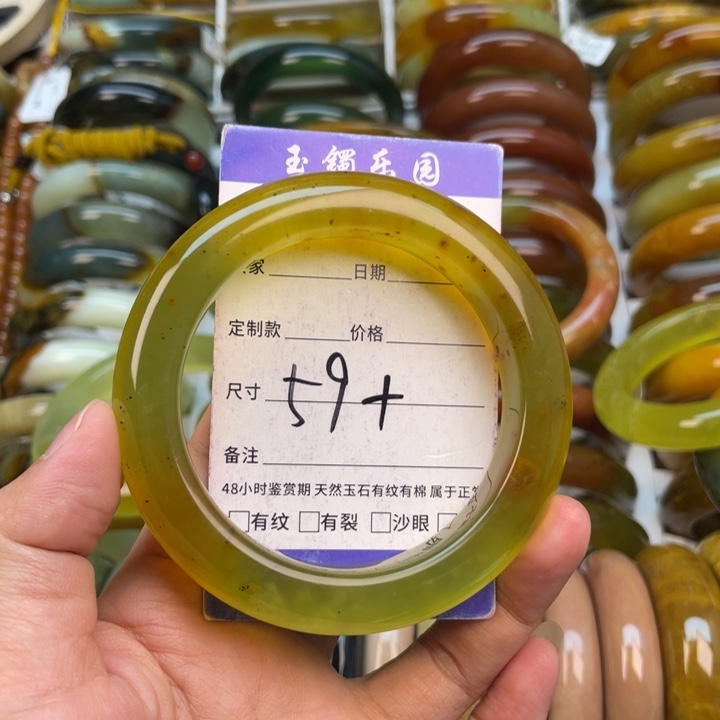 玉镯乐园
家 日期
定制款 价格
尺寸 59+
备注
48小时鉴赏期 天然玉石有纹有棉 属于正常
□有纹 □有裂 □沙眼 □